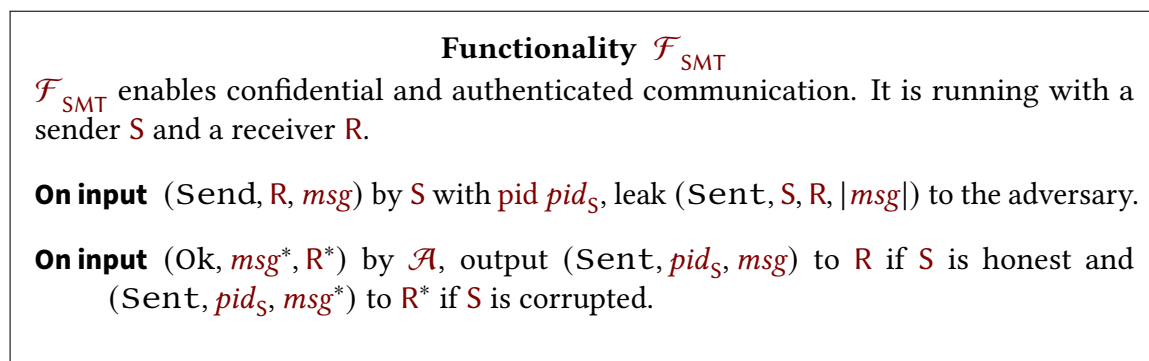 Functionality ℱ_SMT
ℱ_SMT enables confidential and authenticated communication. It is running with a
sender S and a receiver R.
On input (Send, R, msg) by S with pid pid_S, leak (Sent, S, R, |msg|) to the adversary.
On input (Ok, msg*, R*) by 𝒜, output (Sent, pid_S, msg) to R if S is honest and
(Sent, pid_S, msg*) to R* if S is corrupted.